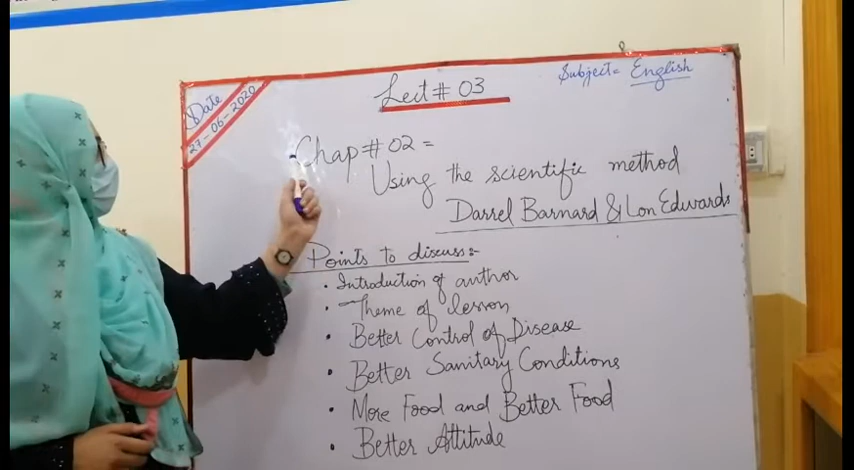 Date
27-06-2020
Lect # 03
Subject = English
Chap # 02 =
Using the scientific method
Darrel Barnard & Lon Edwards
Points to discuss:-
• Introduction of author
• Theme of lesson
• Better Control of Disease
• Better Sanitary Conditions
• More Food and Better Food
• Better Attitude